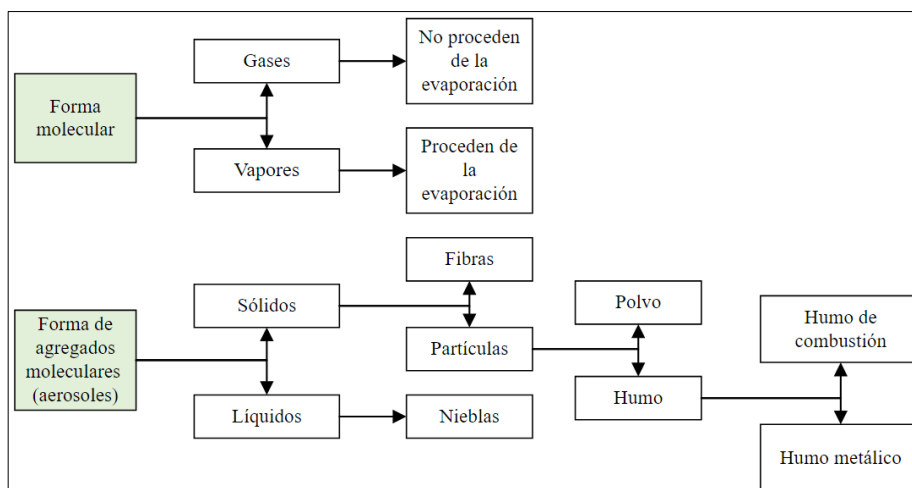 Forma
molecular
Gases
No proceden
de la
evaporación
Vapores
Proceden de
la
evaporación
Forma de
agregados
moleculares
(aerosoles)
Sólidos
Fibras
Partículas
Polvo
Humo
Humo de
combustión
Humo metálico
Líquidos
Nieblas